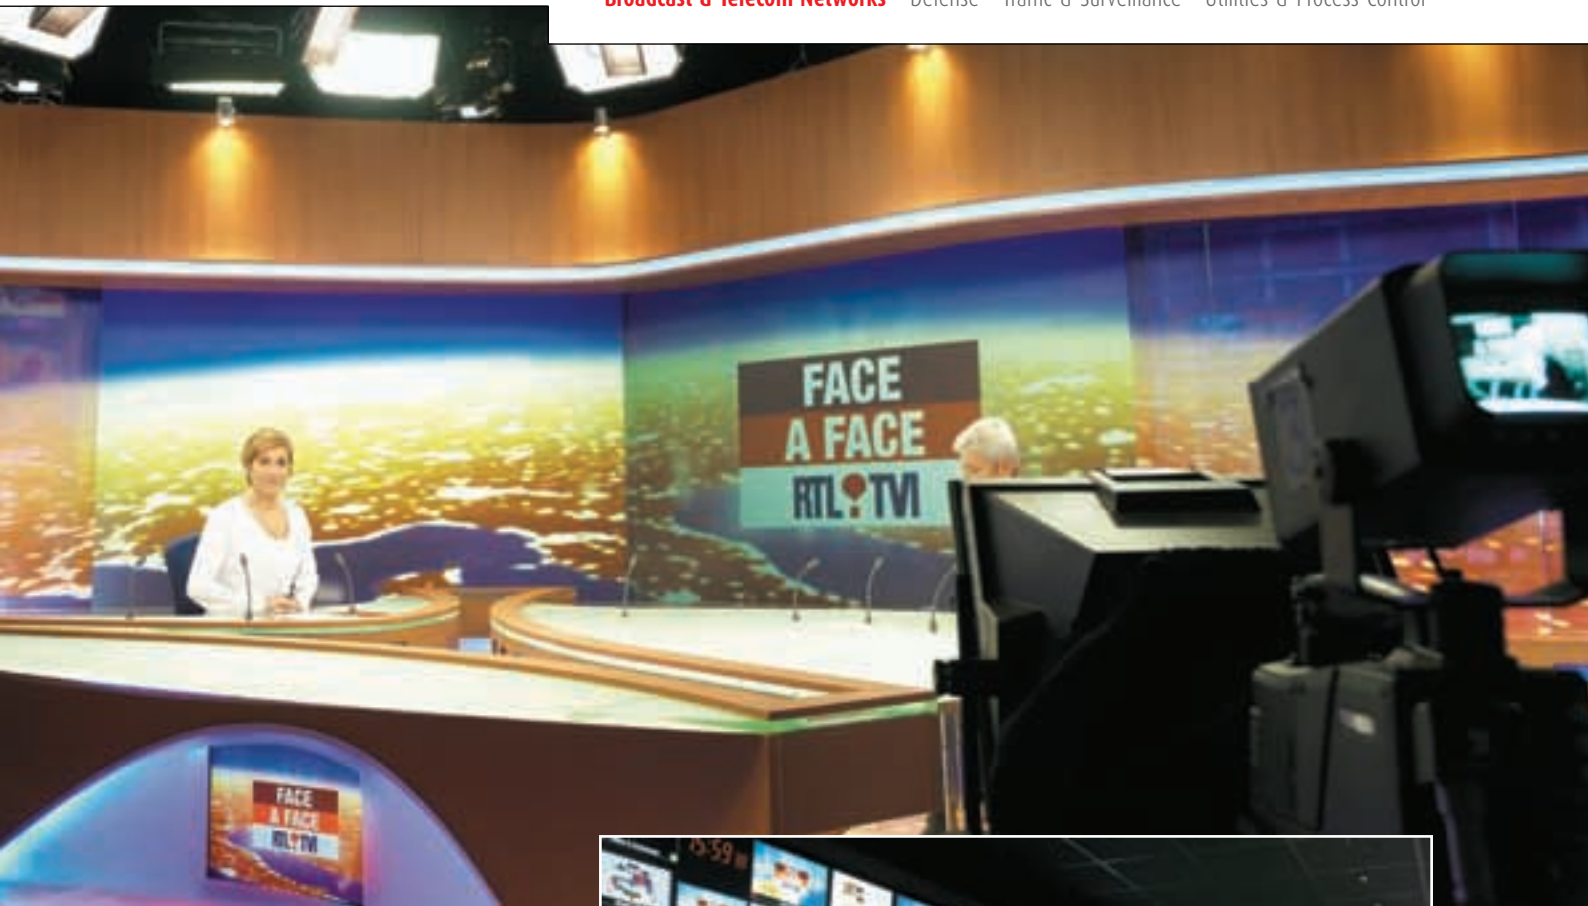 Broadcast & Telecom Networks Defense Traffic & Surveillance Utilities & Process Control
FACE
A FACE
RTL TVI
FACE
A FACE
RTL TVI
15:59